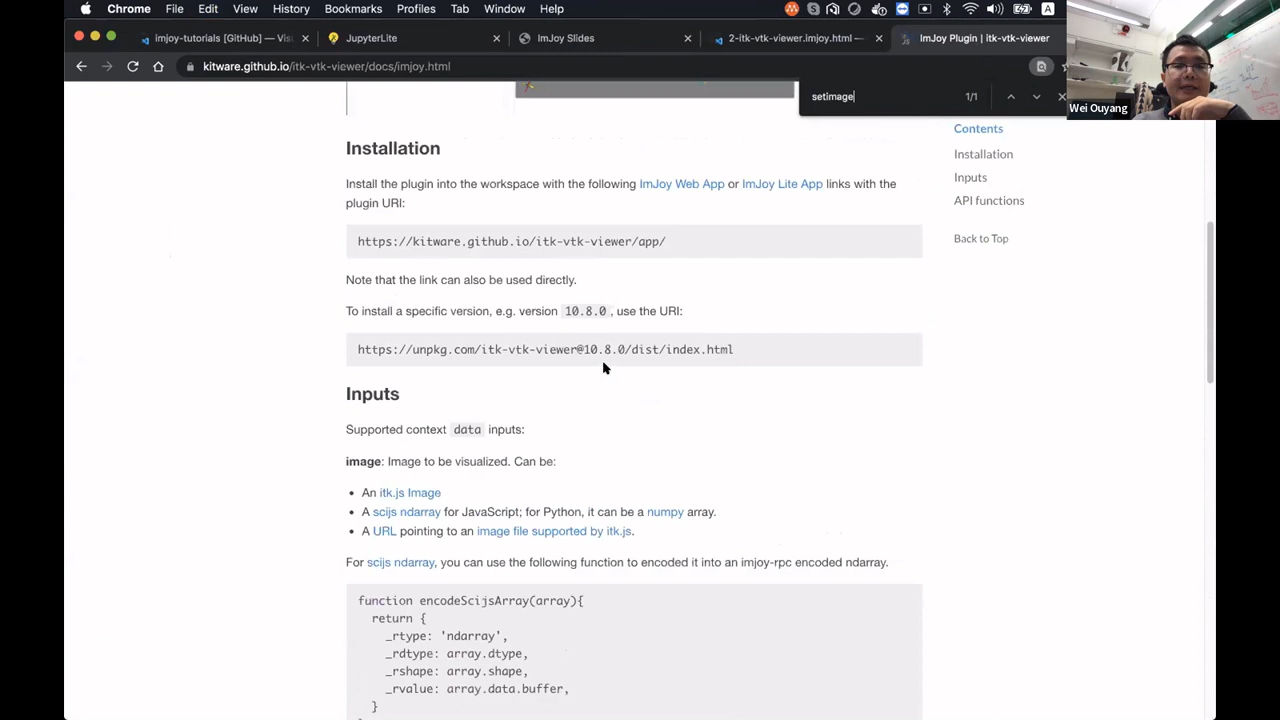 Chrome File Edit View History Bookmarks Profiles Tab Window Help
imjoy-tutorials [GitHub] — Vis JupyterLite ImJoy Slides 2-itk-vtk-viewer.imjoy.html — ImJoy Plugin | itk-vtk-viewer
kitware.github.io/itk-vtk-viewer/docs/imjoy.html
setimage 1/1
Wei Ouyang
Contents
Installation
Inputs
API functions
Back to Top
Installation
Install the plugin into the workspace with the following ImJoy Web App or ImJoy Lite App links with the
plugin URI:
https://kitware.github.io/itk-vtk-viewer/app/
Note that the link can also be used directly.
To install a specific version, e.g. version 10.8.0, use the URI:
https://unpkg.com/itk-vtk-viewer@10.8.0/dist/index.html
Inputs
Supported context data inputs:
image: Image to be visualized. Can be:
• An itk.js Image
• A scijs ndarray for JavaScript; for Python, it can be a numpy array.
• A URL pointing to an image file supported by itk.js.
For scijs ndarray, you can use the following function to encoded it into an imjoy-rpc encoded ndarray.
function encodeScijsArray(array){
return {
_rtype: 'ndarray',
_rdtype: array.dtype,
_rshape: array.shape,
_rvalue: array.data.buffer,
}